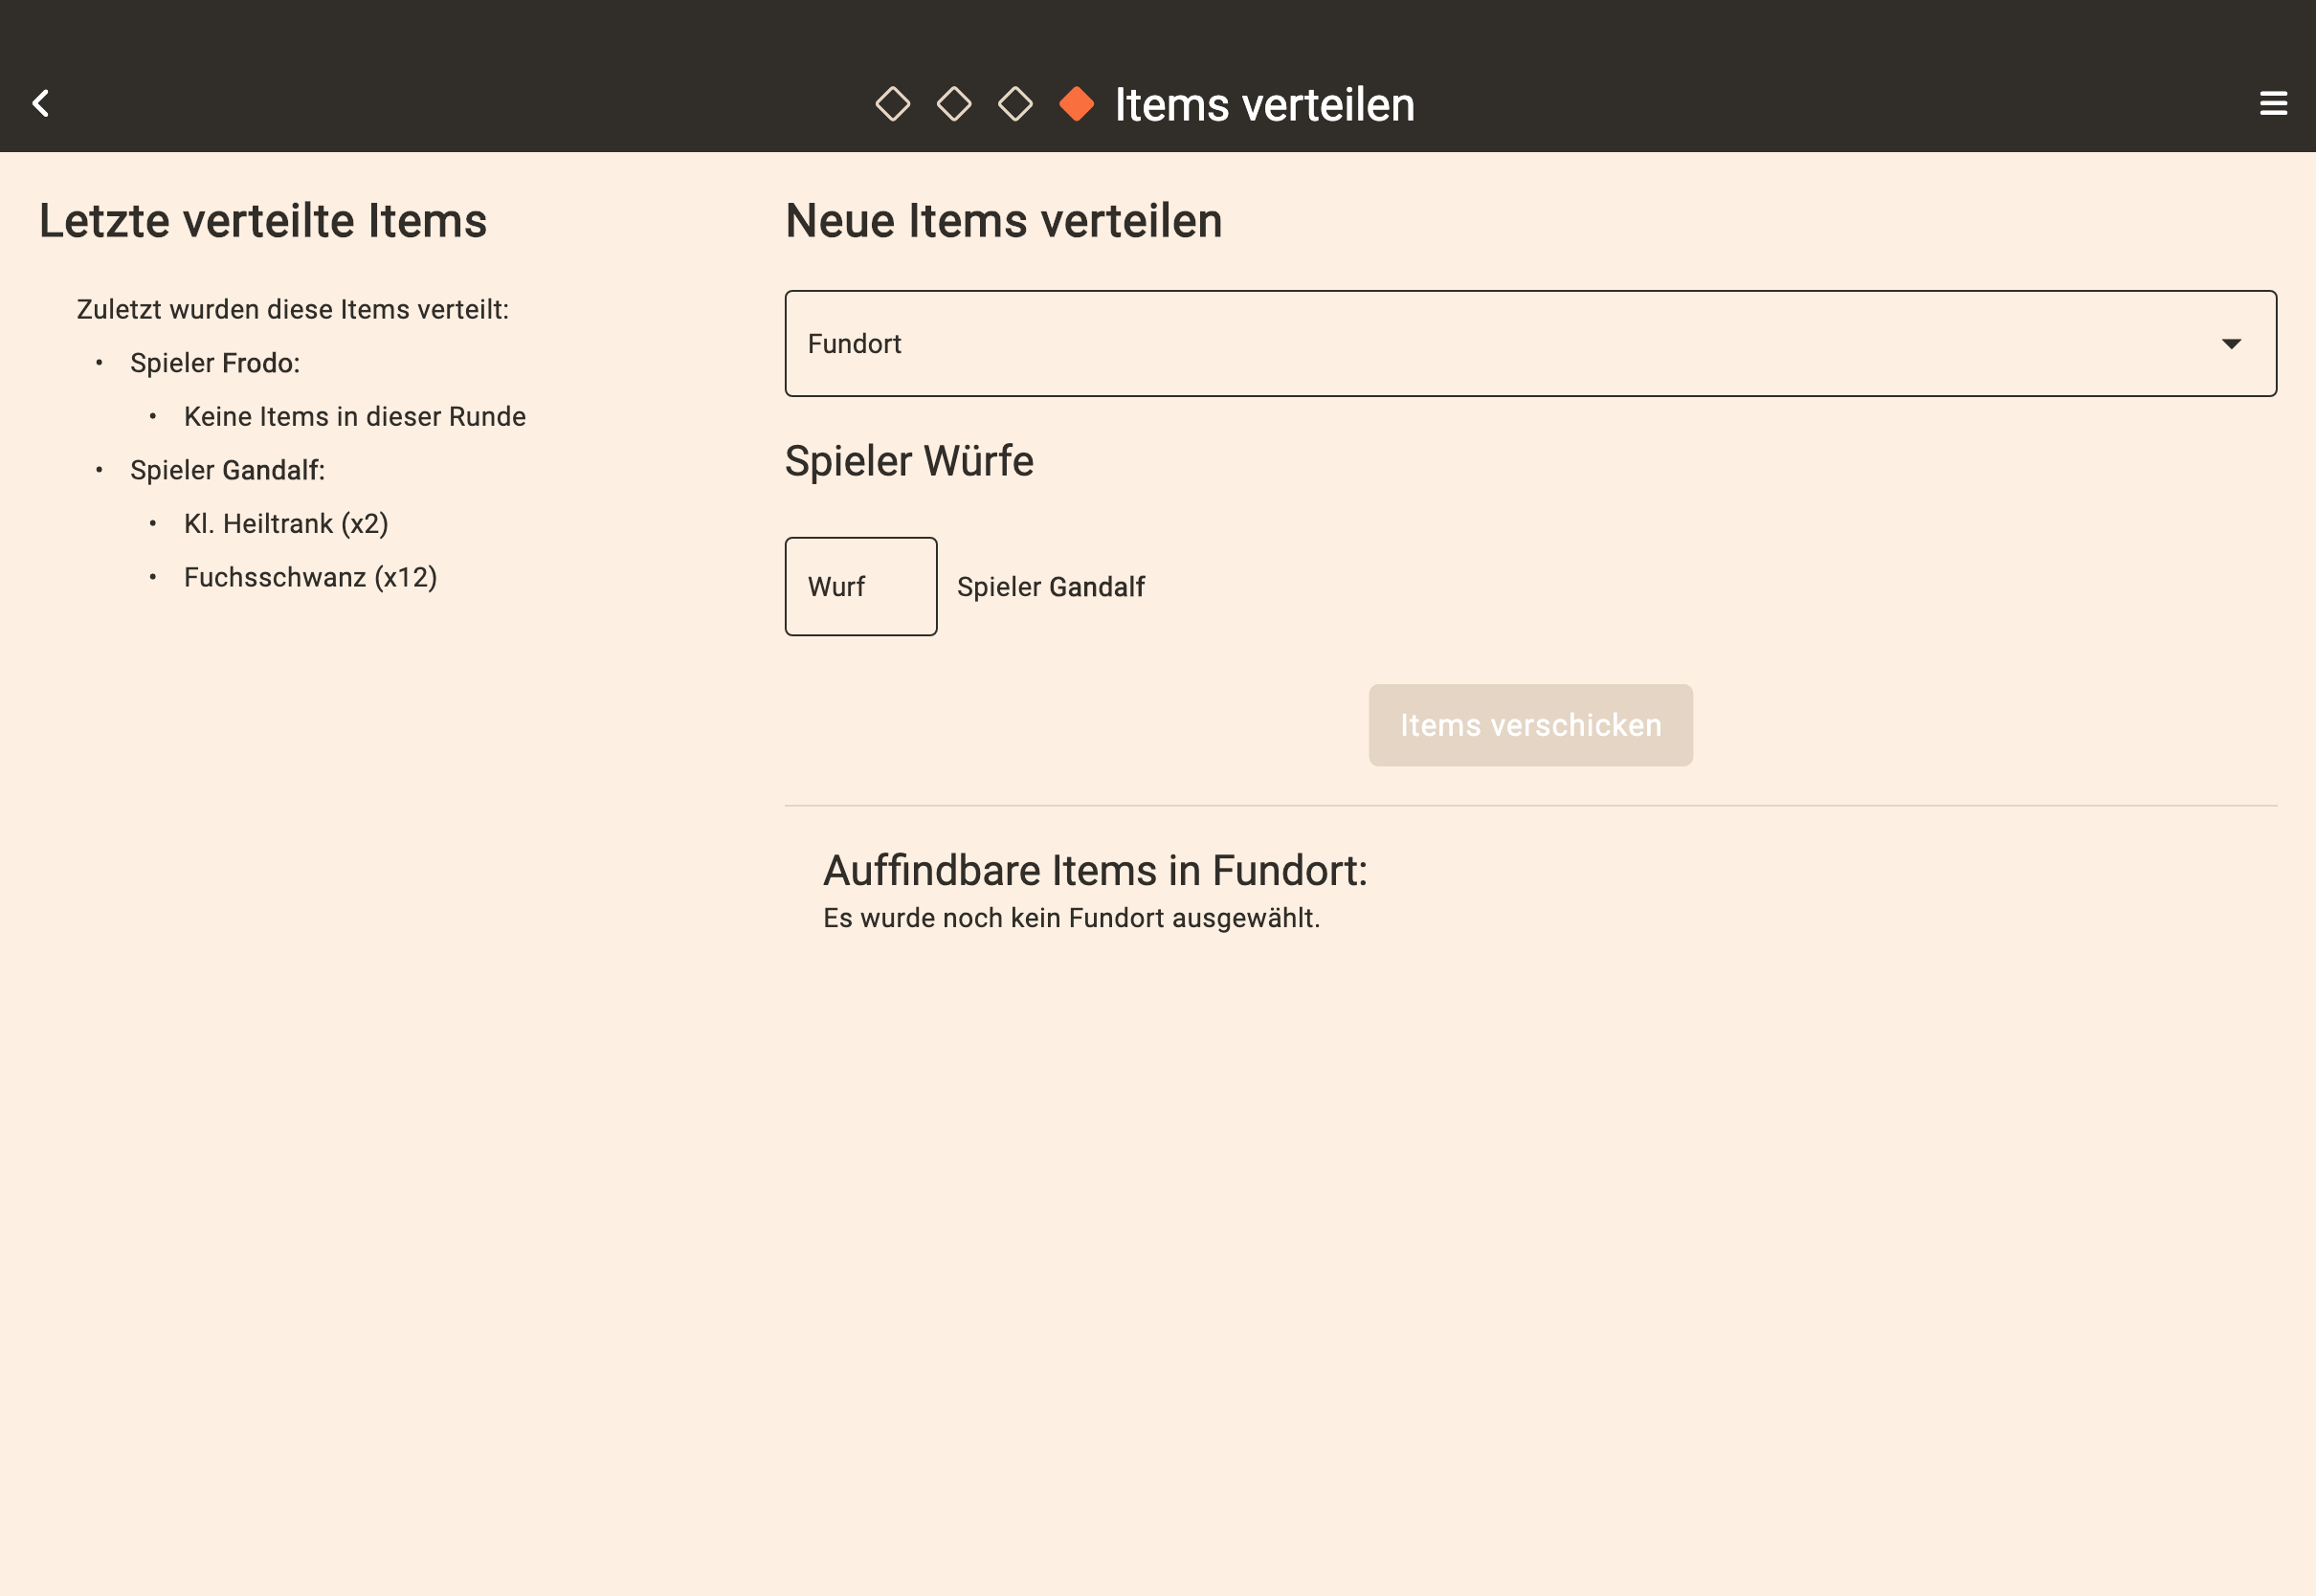 Items verteilen
Letzte verteilte Items
Zuletzt wurden diese Items verteilt:
• Spieler Frodo:
• Keine Items in dieser Runde
• Spieler Gandalf:
• Kl. Heiltrank (x2)
• Fuchsschwanz (x12)
Neue Items verteilen
Fundort
Spieler Würfe
Wurf
Spieler Gandalf
Items verschicken
Auffindbare Items in Fundort:
Es wurde noch kein Fundort ausgewählt.